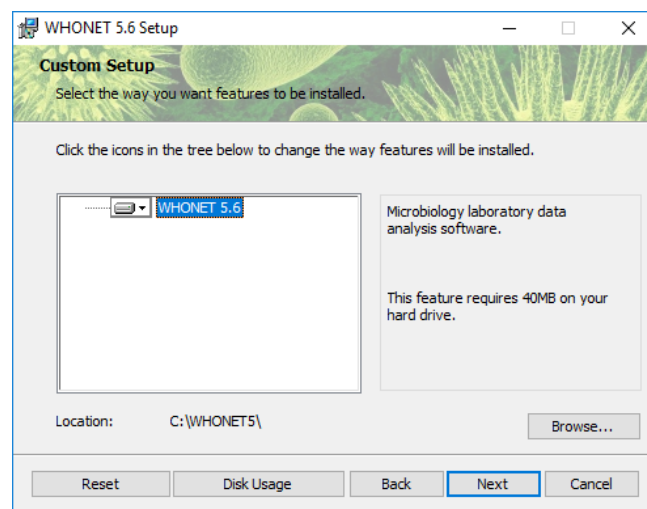 WHONET 5.6 Setup
Custom Setup
Select the way you want features to be installed.
Click the icons in the tree below to change the way features will be installed.
WHONET 5.6
Microbiology laboratory data
analysis software.
This feature requires 40MB on your
hard drive.
Location: C:\WHONET5\
Browse...
Reset Disk Usage Back Next Cancel